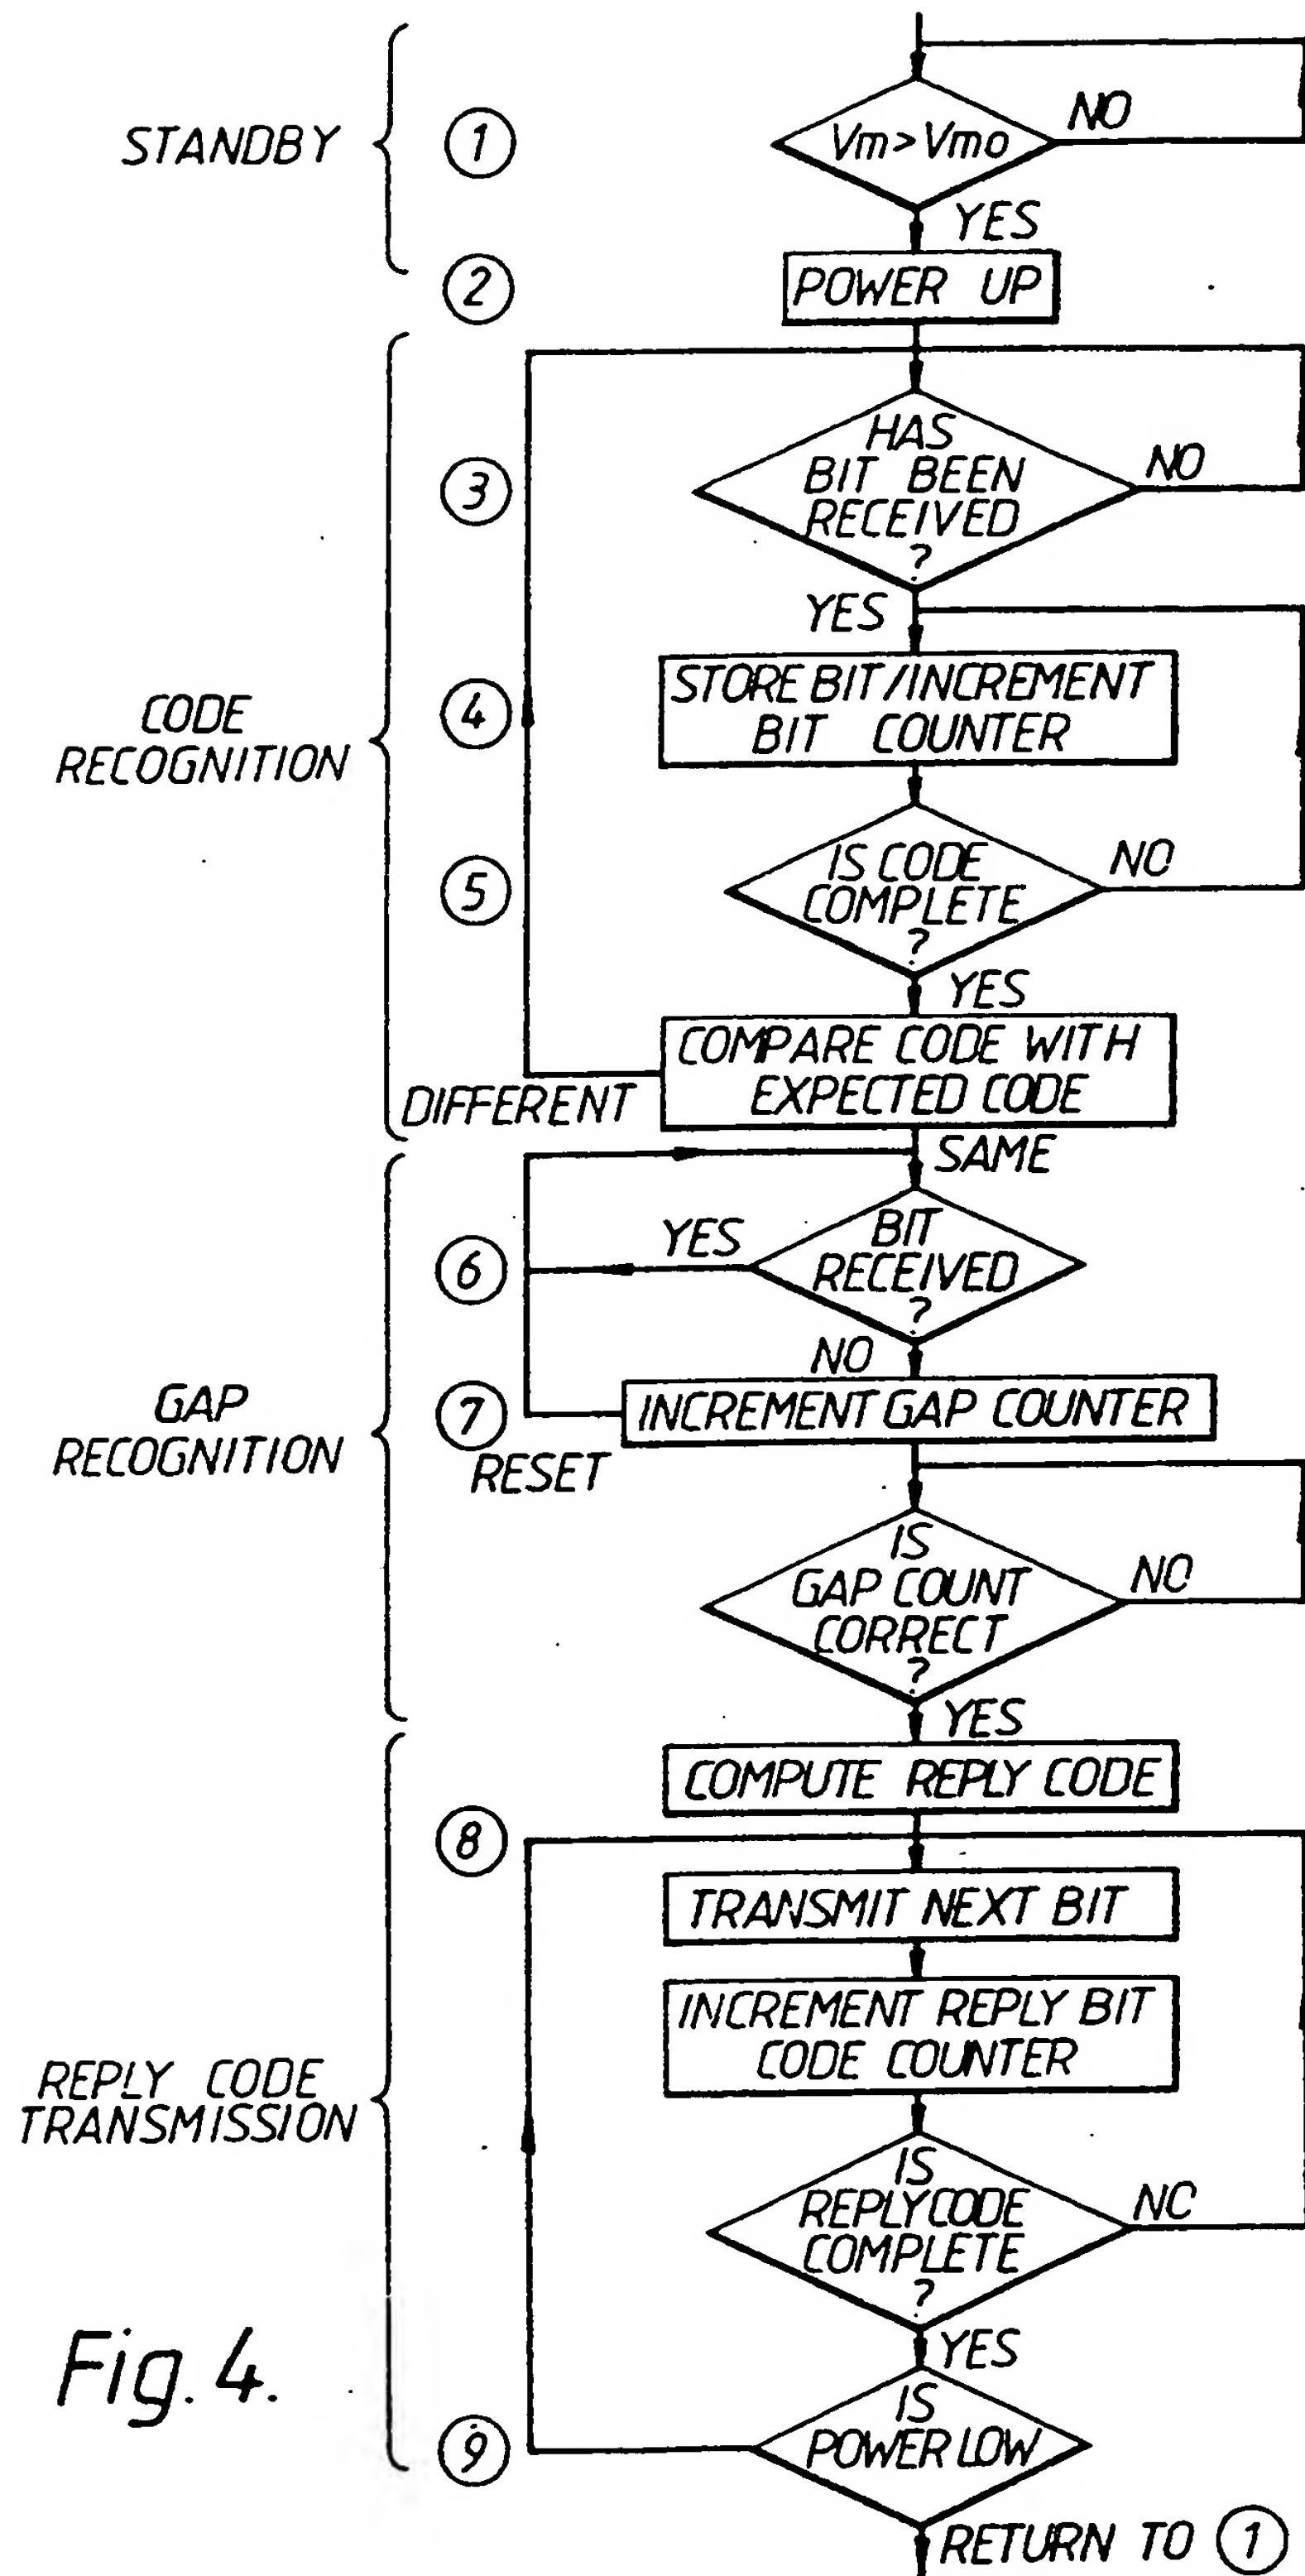 STANDBY
1
Vm > Vmo
NO
YES
2
POWER UP
3
HAS
BIT BEEN
RECEIVED
?
NO
YES
CODE
RECOGNITION
4
STORE BIT/INCREMENT
BIT COUNTER
5
IS CODE
COMPLETE
?
NO
YES
COMPARE CODE WITH
EXPECTED CODE
DIFFERENT
SAME
6
YES
BIT
RECEIVED
?
NO
GAP
RECOGNITION
7
INCREMENT GAP COUNTER
RESET
IS
GAP COUNT
CORRECT
?
NO
YES
COMPUTE REPLY CODE
8
TRANSMIT NEXT BIT
INCREMENT REPLY BIT
CODE COUNTER
REPLY CODE
TRANSMISSION
IS
REPLY CODE
COMPLETE
?
NO
YES
Fig. 4.
9
IS
POWER LOW
RETURN TO 1